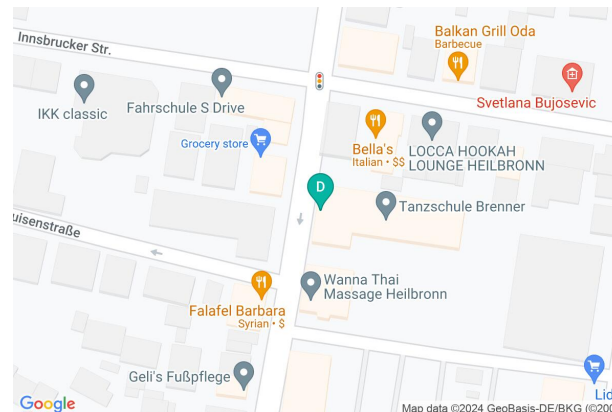 Innsbrucker Str.
Balkan Grill Oda
Barbecue
Svetlana Bujosevic
IKK classic
Fahrschule S Drive
Grocery store
Bella's
Italian • $$
LOCCA HOOKAH
LOUNGE HEILBRONN
D
Tanzschule Brenner
uisenstraße
Wanna Thai
Massage Heilbronn
Falafel Barbara
Syrian • $
Geli's Fußpflege
Lid
Google
Map data ©2024 GeoBasis-DE/BKG (©200